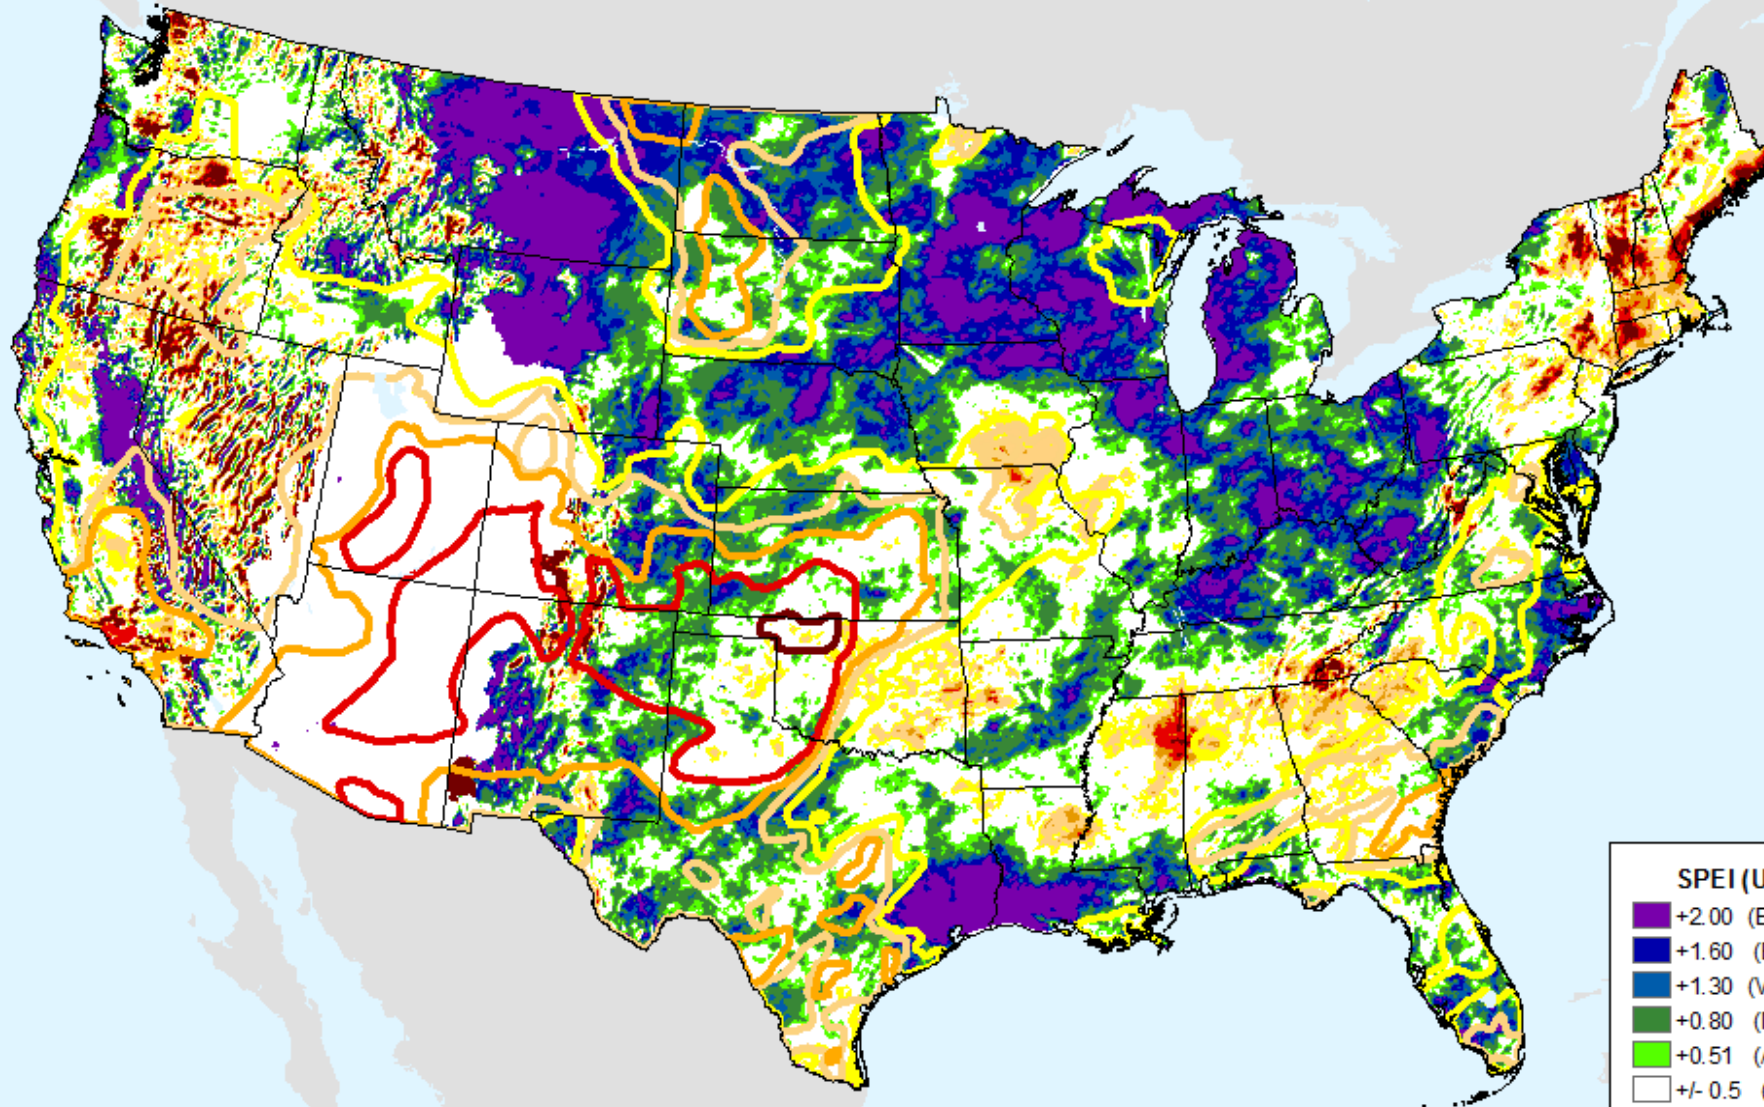 SPEI (U
+2.00 (E
+1.60 (
+1.30 (V
+0.80 (
+0.51 (
+/- 0.5 (